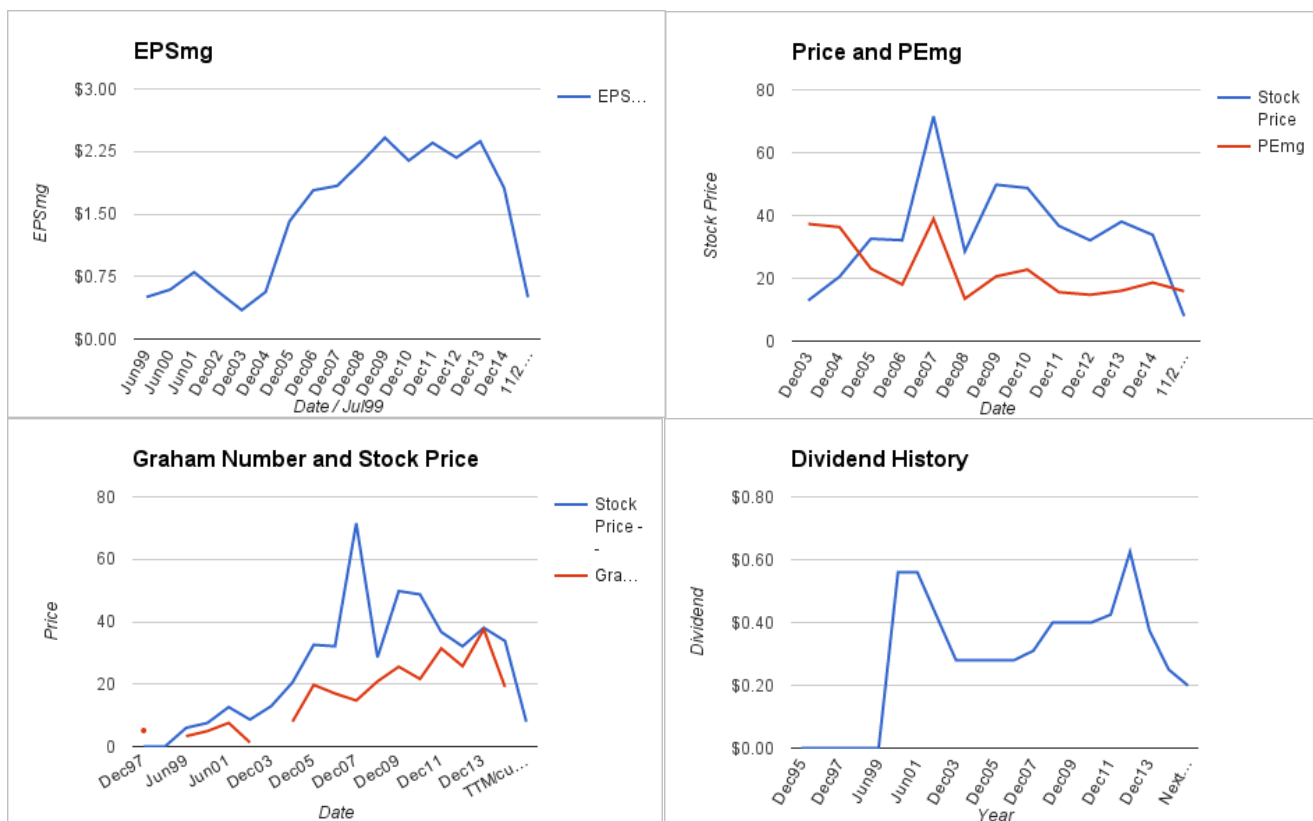 EPSmg
$3.00
$2.25
$1.50
$0.75
$0.00
EPSmg
EPS...
Jun99
Jun00
Jun01
Dec02
Dec03
Dec04
Dec05
Dec06
Dec07
Dec08
Dec09
Dec10
Dec11
Dec12
Dec13
Dec14
11/2...
Date / Jul99
Price and PEmg
80
60
40
20
0
Stock Price
Stock
Price
PEmg
Dec03
Dec04
Dec05
Dec06
Dec07
Dec08
Dec09
Dec10
Dec11
Dec12
Dec13
Dec14
11/2...
Date
Graham Number and Stock Price
80
60
40
20
0
Price
Stock
Price -
-
Gra...
Dec97
Jun99
Jun01
Dec03
Dec05
Dec07
Dec09
Dec11
Dec13
TTM/cu...
Date
Dividend History
$0.80
$0.60
$0.40
$0.20
$0.00
Dividend
Dec95
Dec97
Jun99
Jun01
Dec03
Dec05
Dec07
Dec09
Dec11
Dec13
Next...
Year